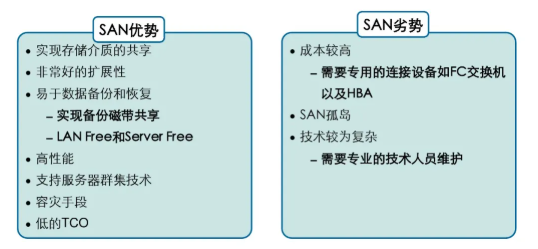 SAN优势
• 实现存储介质的共享
• 非常好的扩展性
• 易于数据备份和恢复
– 实现备份磁带共享
– LAN Free和Server Free
• 高性能
• 支持服务器群集技术
• 容灾手段
• 低的TCO
SAN劣势
• 成本较高
– 需要专用的连接设备如FC交换机
以及HBA
• SAN孤岛
• 技术较为复杂
– 需要专业的技术人员维护